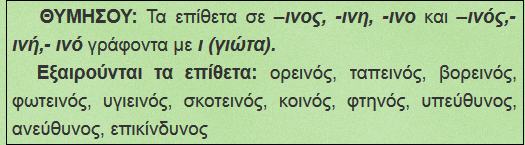 ΘΥΜΗΣΟΥ: Τα επίθετα σε –ινος, -ινη, -ινο και –ινός,-
ινή,- ινό γράφοντα με ι (γιώτα).
Εξαιρούνται τα επίθετα: ορεινός, ταπεινός, βορεινός,
φωτεινός, υγιεινός, σκοτεινός, κοινός, φτηνός, υπεύθυνος,
ανεύθυνος, επικίνδυνος